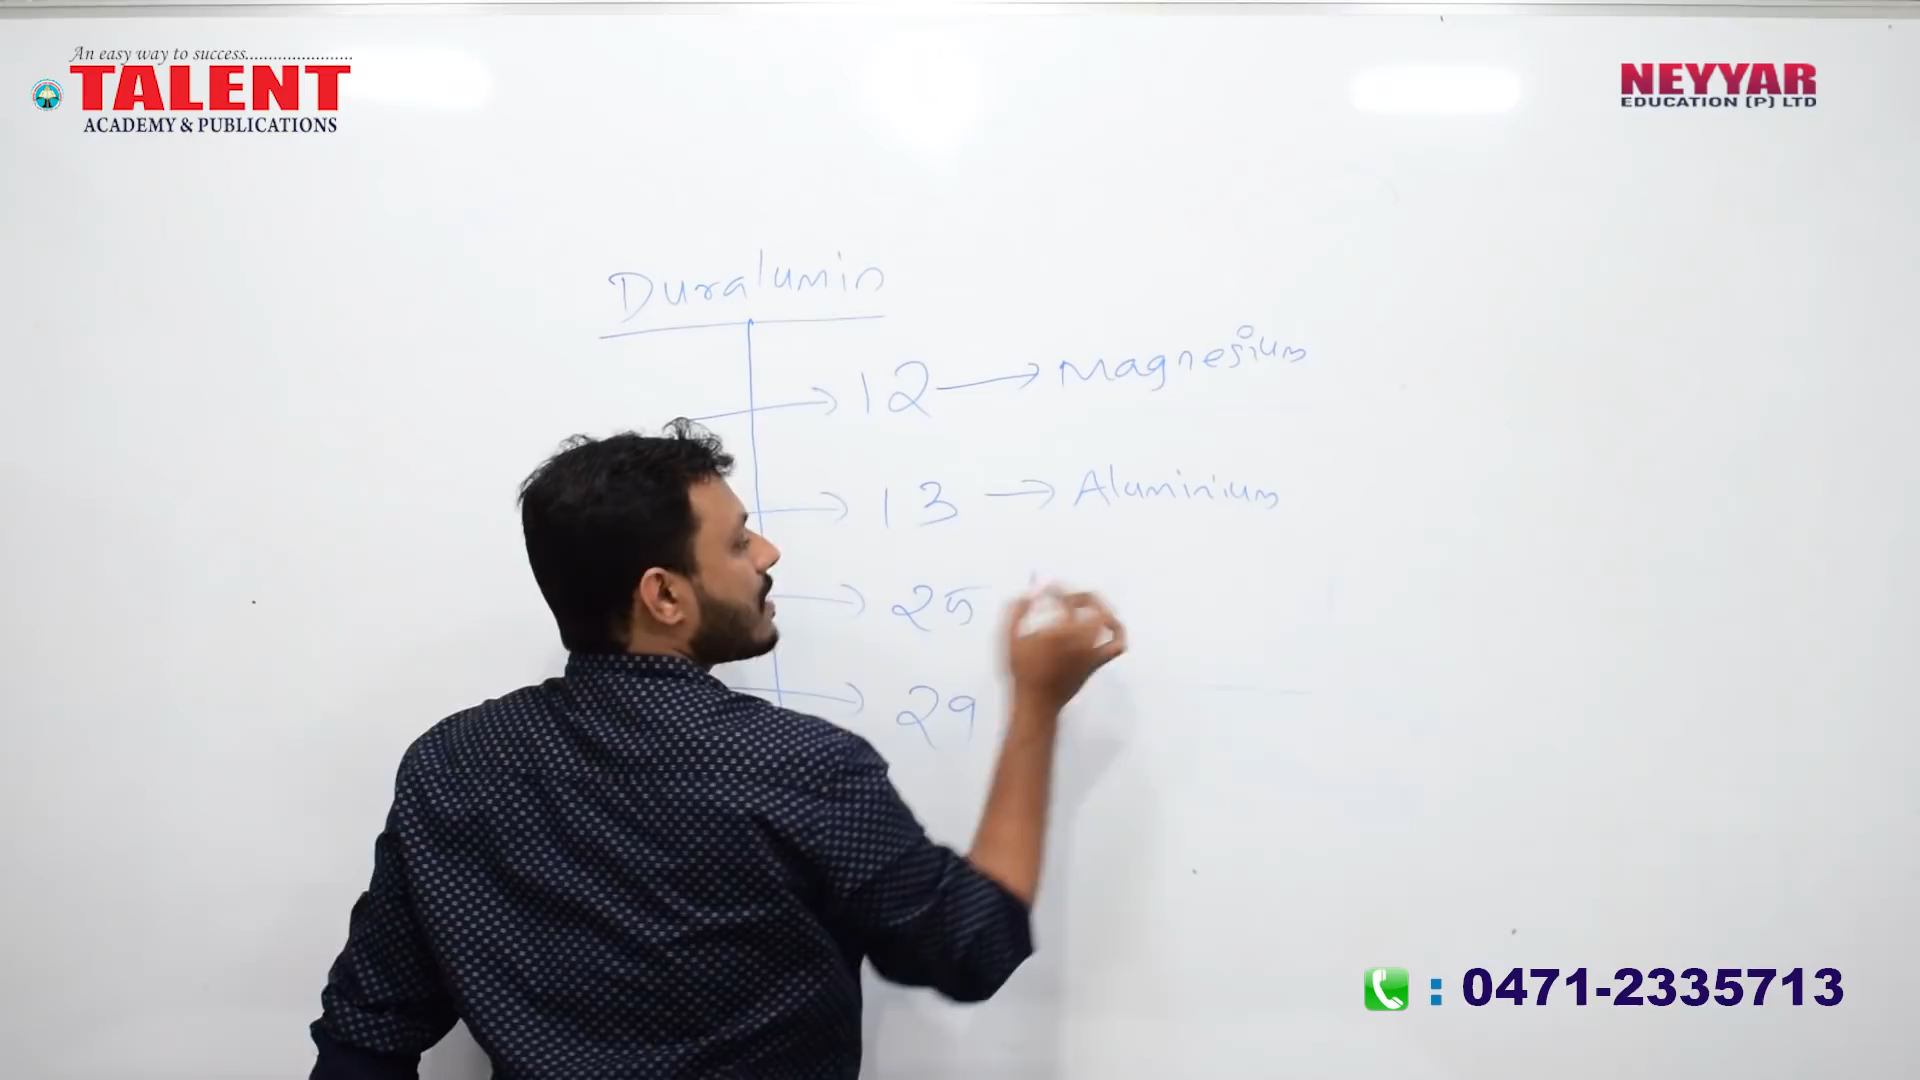 An easy way to success.......................
TALENT
ACADEMY & PUBLICATIONS
NEYYAR
EDUCATION (P) LTD
Duralumin
12 → Magnesium
13 → Aluminium
25
29
: 0471-2335713